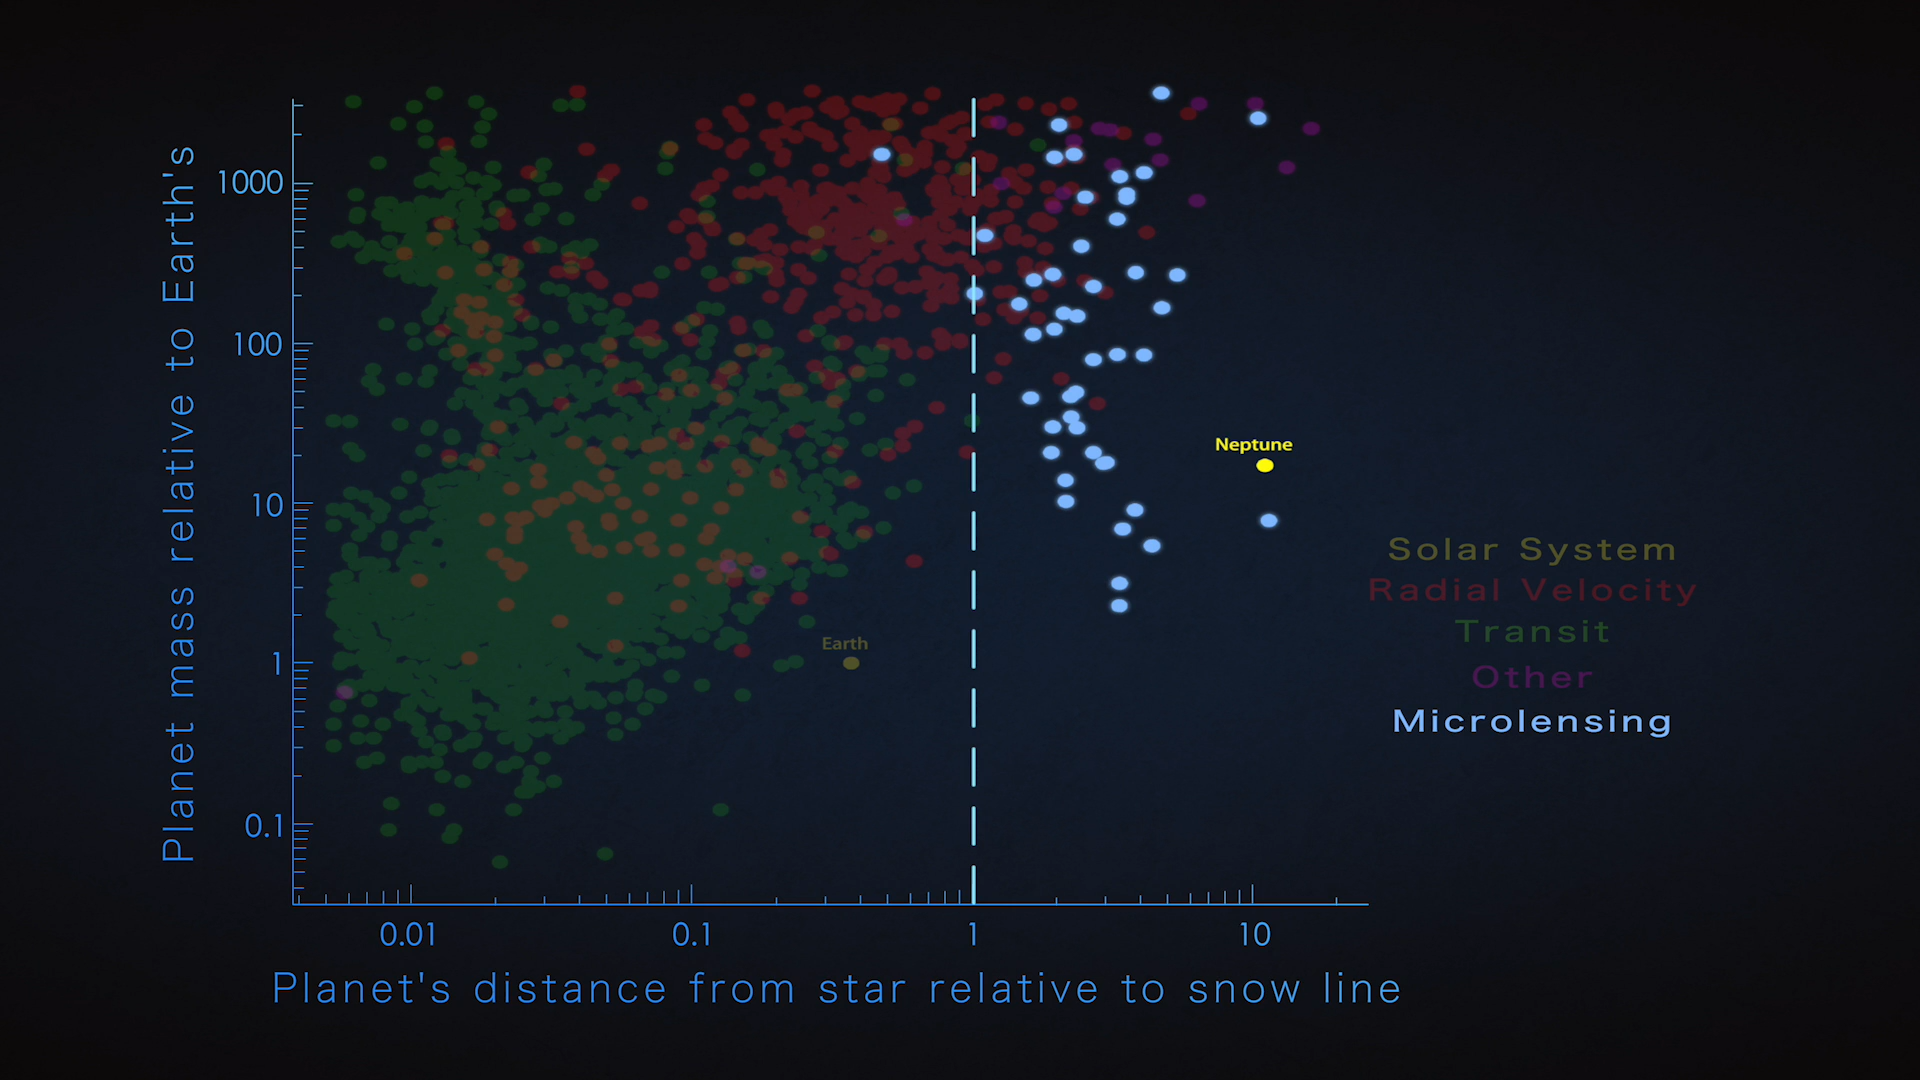 Planet mass relative to Earth's
1000
100
10
1
0.1
Neptune
Earth
Solar System
Radial Velocity
Transit
Other
Microlensing
0.01 0.1 1 10
Planet's distance from star relative to snow line